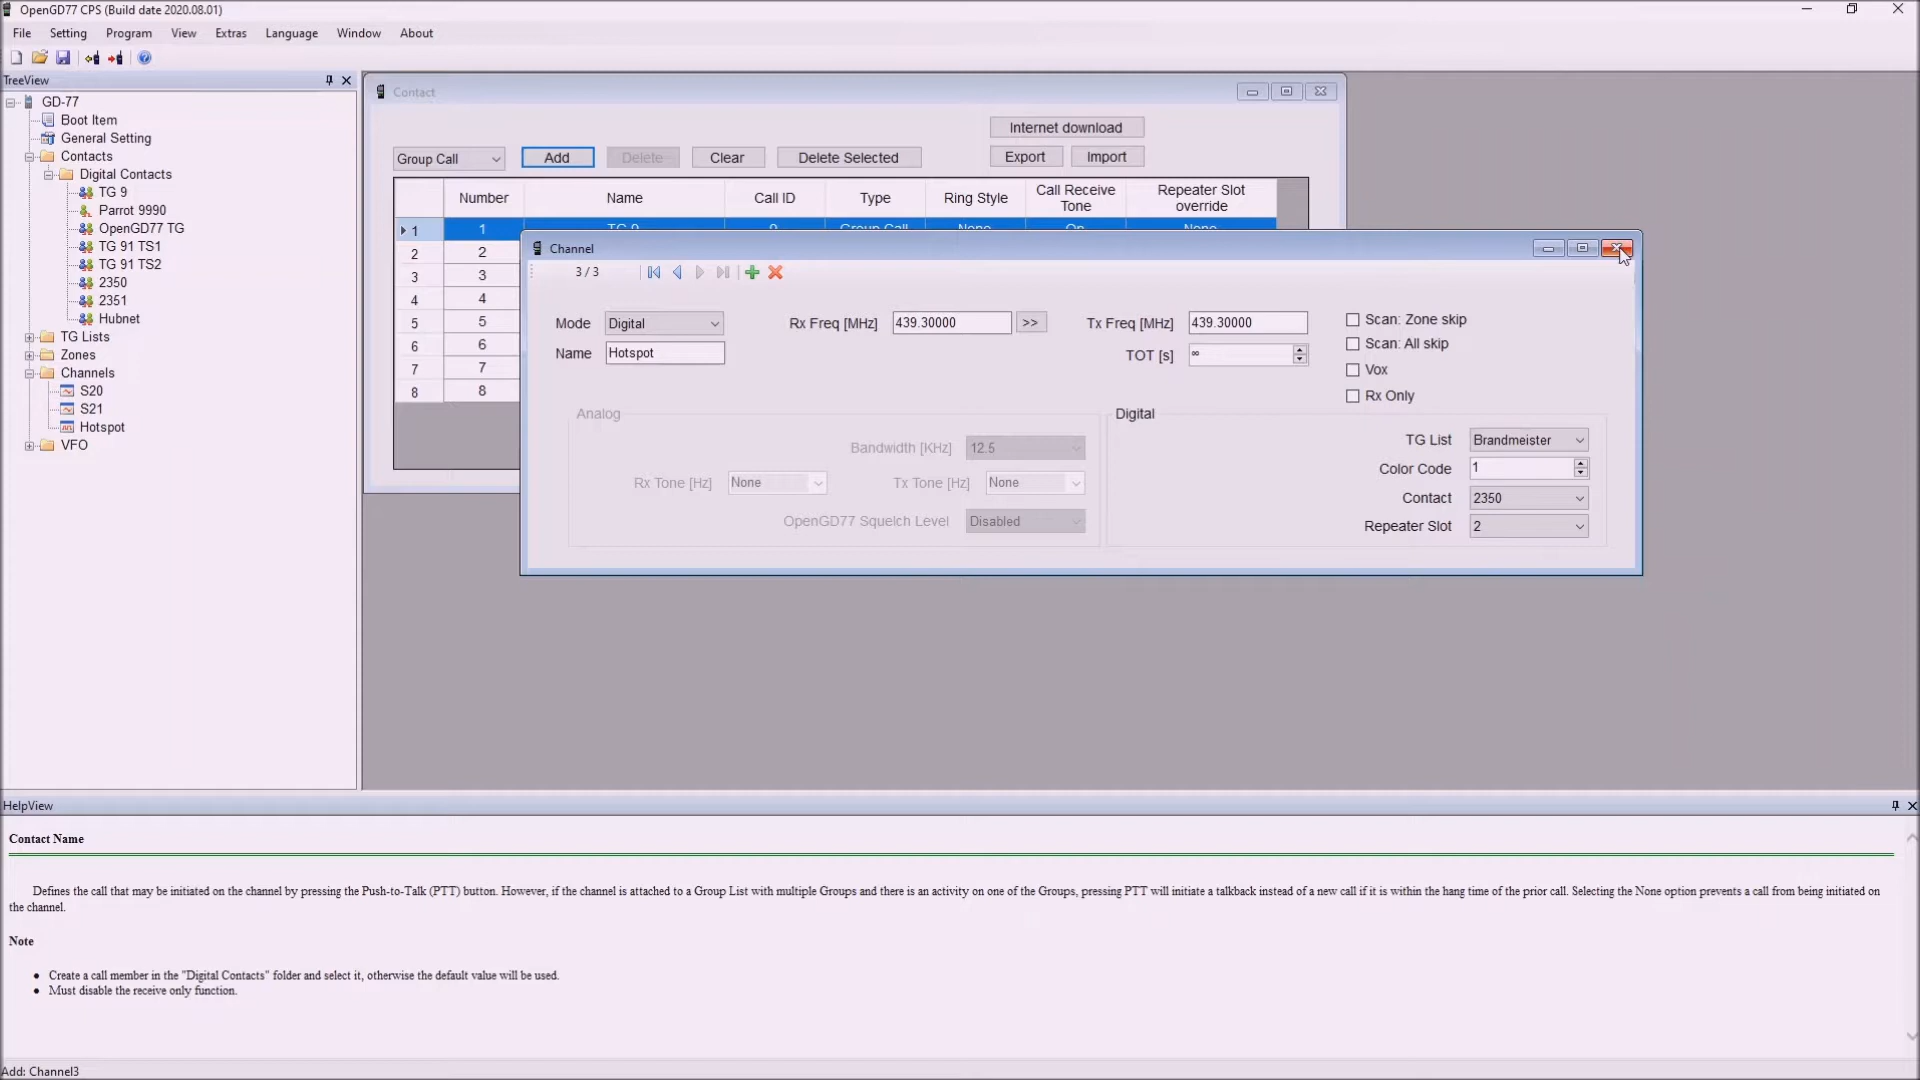 OpenGD77 CPS (Build date 2020.08.01)
File Setting Program View Extras Language Window About
TreeView
GD-77
Boot Item
General Setting
Contacts
Digital Contacts
TG 9
Parrot 9990
OpenGD77 TG
TG 91 TS1
TG 91 TS2
2350
2351
Hubnet
TG Lists
Zones
Channels
S20
S21
Hotspot
VFO
Contact
Internet download
Group Call Add Delete Clear Delete Selected Export Import
Number Name Call ID Type Ring Style Call Receive Tone Repeater Slot override
1 1 TG 9 9 Group Call None On None
2 2
3 3
4 4
5 5
6 6
7 7
8 8
Channel
3 / 3
Mode Digital Rx Freq [MHz] 439.30000 >> Tx Freq [MHz] 439.30000 Scan: Zone skip
Name Hotspot TOT [s] ∞ Scan: All skip
Vox
Rx Only
Analog
Bandwidth [KHz] 12.5
Rx Tone [Hz] None Tx Tone [Hz] None
OpenGD77 Squelch Level Disabled
Digital
TG List Brandmeister
Color Code 1
Contact 2350
Repeater Slot 2
HelpView
Contact Name
Defines the call that may be initiated on the channel by pressing the Push-to-Talk (PTT) button. However, if the channel is attached to a Group List with multiple Groups and there is an activity on one of the Groups, pressing PTT will initiate a talkback instead of a new call if it is within the hang time of the prior call. Selecting the None option prevents a call from being initiated on
the channel.
Note
• Create a call member in the "Digital Contacts" folder and select it, otherwise the default value will be used.
• Must disable the receive only function.
Add: Channel3